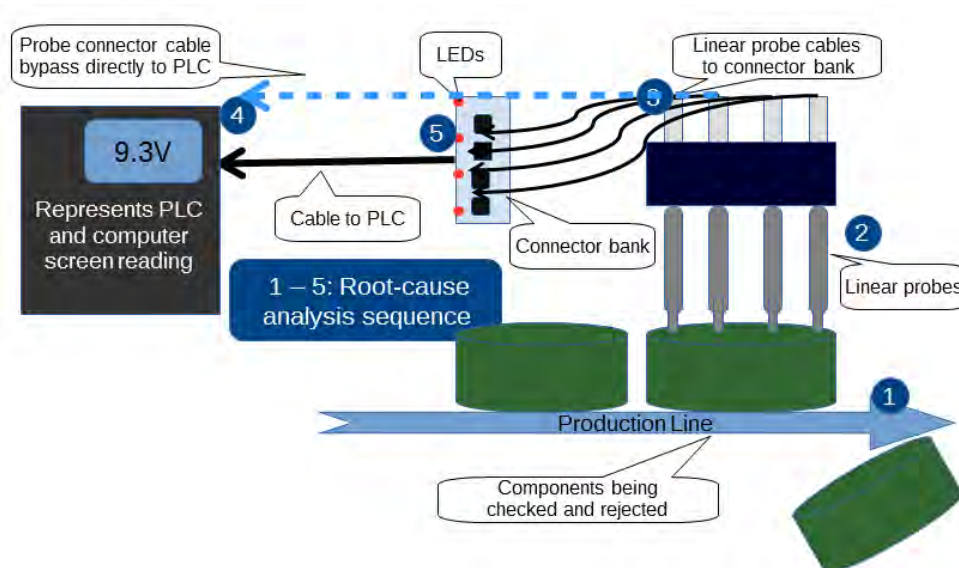 Probe connector cable
bypass directly to PLC
LEDs
Linear probe cables
to connector bank
3
4
5
9.3V
Represents PLC
and computer
screen reading
Cable to PLC
Connector bank
2
Linear probes
1 – 5: Root-cause
analysis sequence
1
Production Line
Components being
checked and rejected